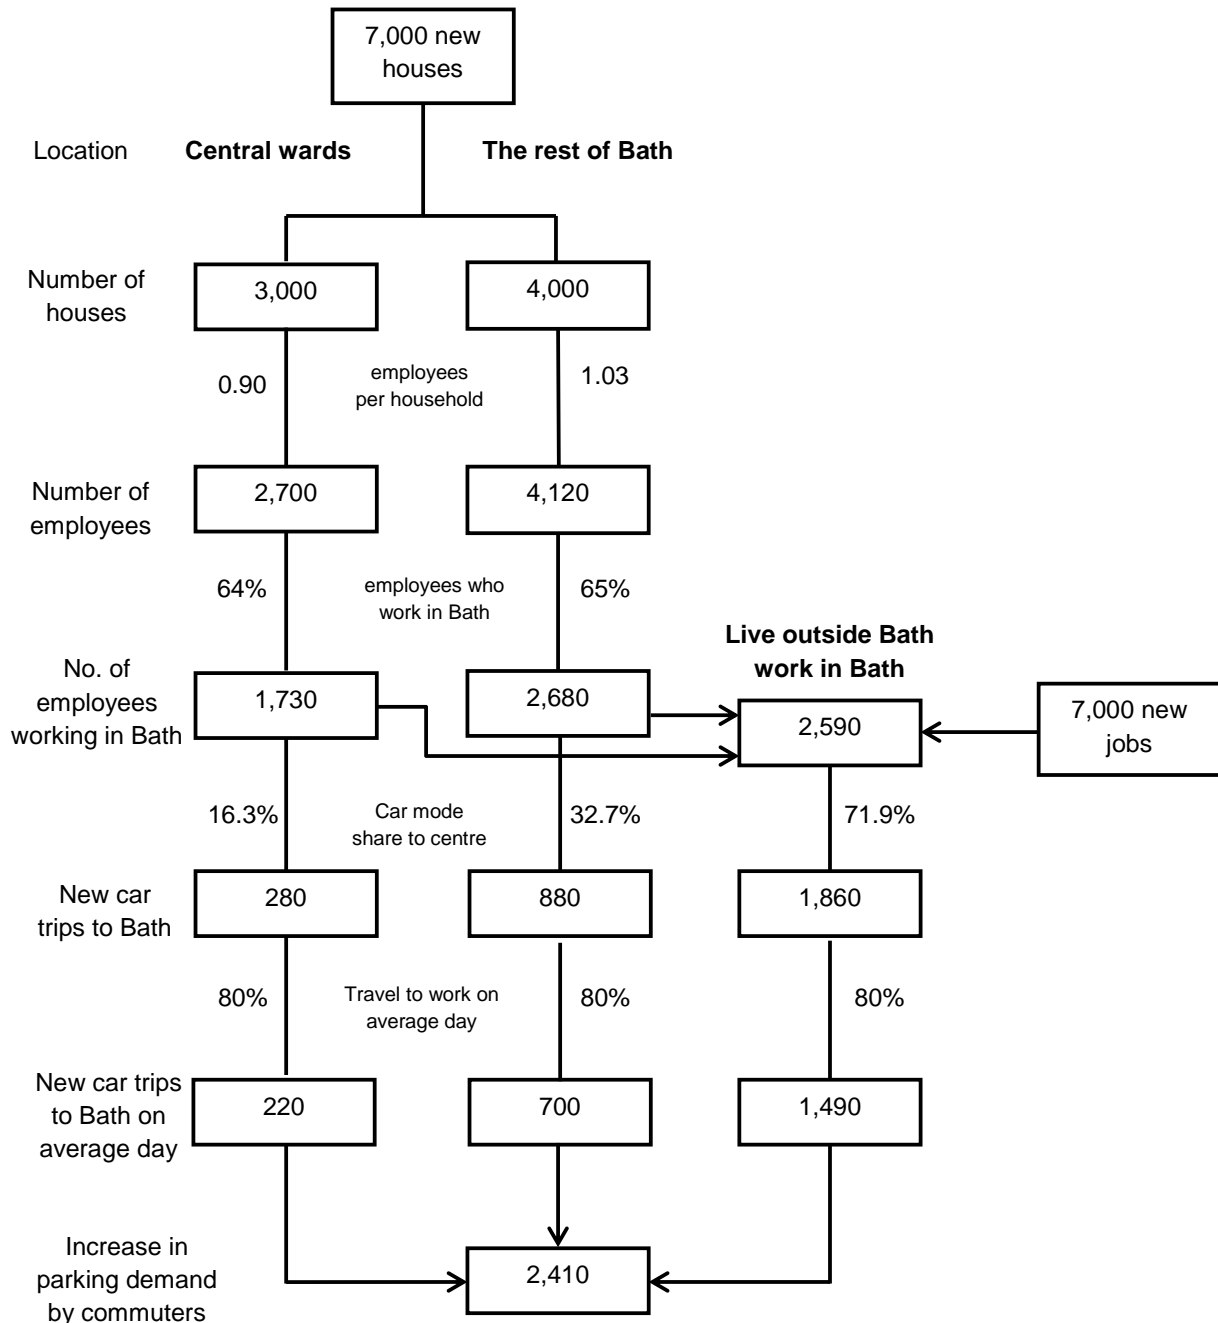 7,000 new
houses
Location
Central wards
The rest of Bath
Number of
houses
3,000
4,000
0.90
employees
per household
1.03
Number of
employees
2,700
4,120
64%
employees who
work in Bath
65%
Live outside Bath
work in Bath
No. of
employees
working in Bath
1,730
2,680
2,590
7,000 new
jobs
16.3%
Car mode
share to centre
32.7%
71.9%
New car
trips to Bath
280
880
1,860
80%
Travel to work on
average day
80%
80%
New car trips
to Bath on
average day
220
700
1,490
Increase in
parking demand
by commuters
2,410